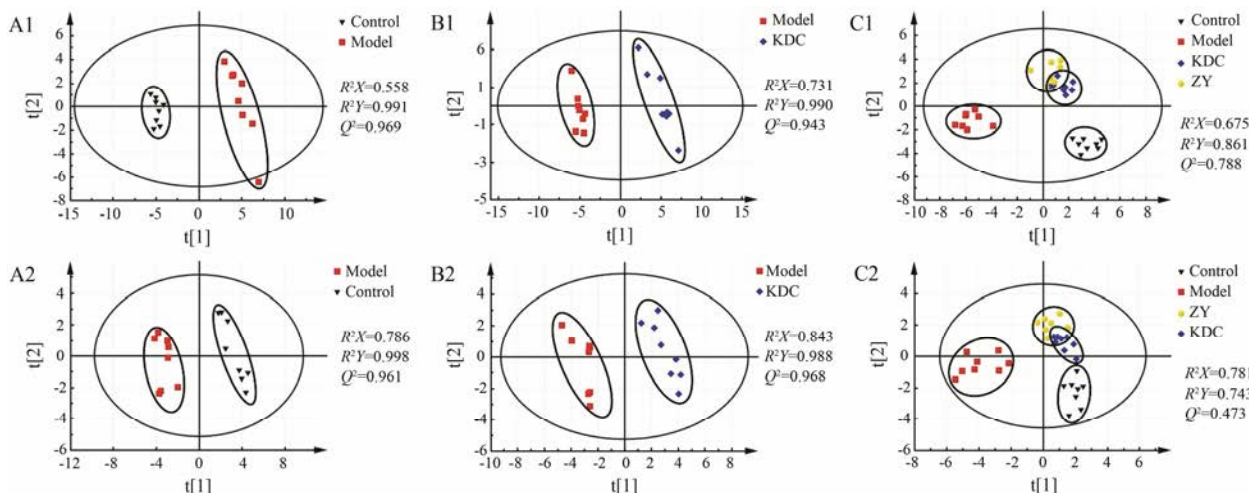 A1
Control
Model
R²X=0.558
R²Y=0.991
Q²=0.969
t[2]
6
4
2
0
-2
-4
-6
-8
-15 -10 -5 0 5 10
t[1]
B1
Model
KDC
R²X=0.731
R²Y=0.990
Q²=0.943
t[2]
6
1
-1
-3
-5
-15 -10 -5 0 5 10 15
t[1]
C1
Control
Model
KDC
ZY
R²X=0.675
R²Y=0.861
Q²=0.788
t[2]
6
4
2
0
-2
-4
-6
-8
-10 -8 -6 -4 -2 0 2 4 6 8
t[1]
A2
Model
Control
R²X=0.786
R²Y=0.998
Q²=0.961
t[2]
4
2
0
-2
-4
-6
-12 -8 -4 0 4 8
t[1]
B2
Model
KDC
R²X=0.843
R²Y=0.988
Q²=0.968
t[2]
4
2
0
-2
-4
-6
-10 -8 -6 -4 -2 0 2 4 6 8
t[1]
C2
Control
Model
ZY
KDC
R²X=0.781
R²Y=0.743
Q²=0.473
t[2]
4
2
0
-2
-4
-6
-8 -6 -4 -2 0 2 4 6
t[1]